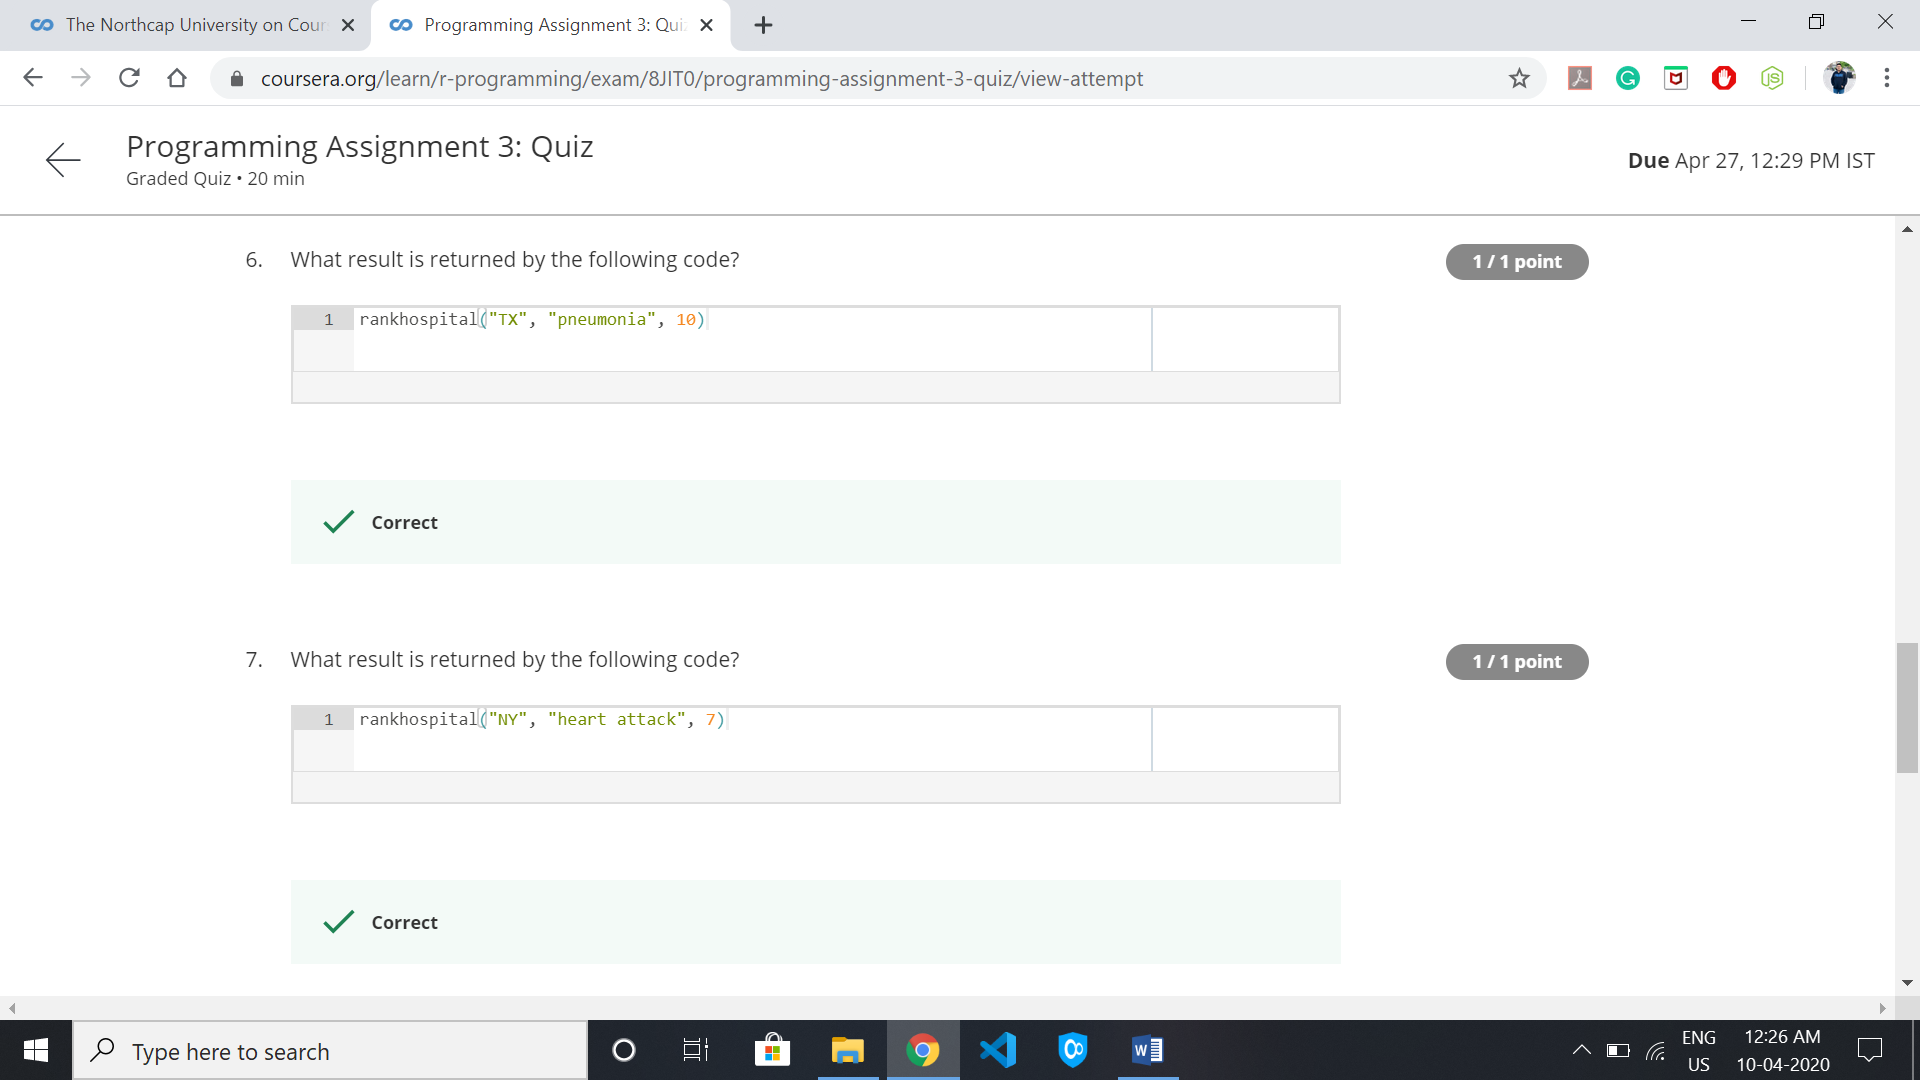 The Northcap University on Cour
Programming Assignment 3: Qui
coursera.org/learn/r-programming/exam/8JIT0/programming-assignment-3-quiz/view-attempt
Programming Assignment 3: Quiz
Graded Quiz • 20 min
Due Apr 27, 12:29 PM IST
6. What result is returned by the following code?
1 / 1 point
1 rankhospital("TX", "pneumonia", 10)
Correct
7. What result is returned by the following code?
1 / 1 point
1 rankhospital("NY", "heart attack", 7)
Correct
Type here to search
ENG
US
12:26 AM
10-04-2020